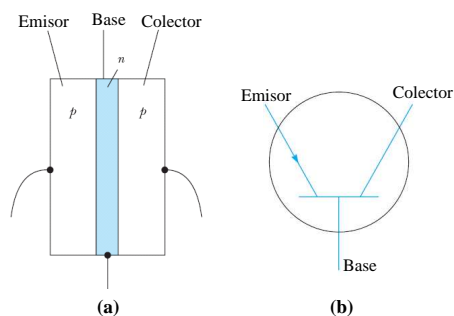 Emisor Base Colector
n
p p
(a)
Emisor Colector
Base
(b)